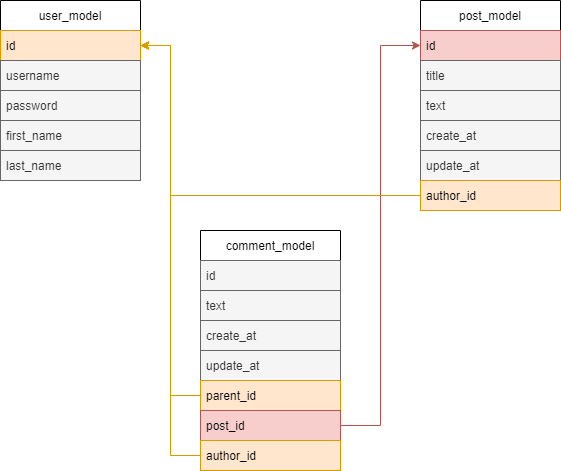 user_model
id
username
password
first_name
last_name
post_model
id
title
text
create_at
update_at
author_id
comment_model
id
text
create_at
update_at
parent_id
post_id
author_id